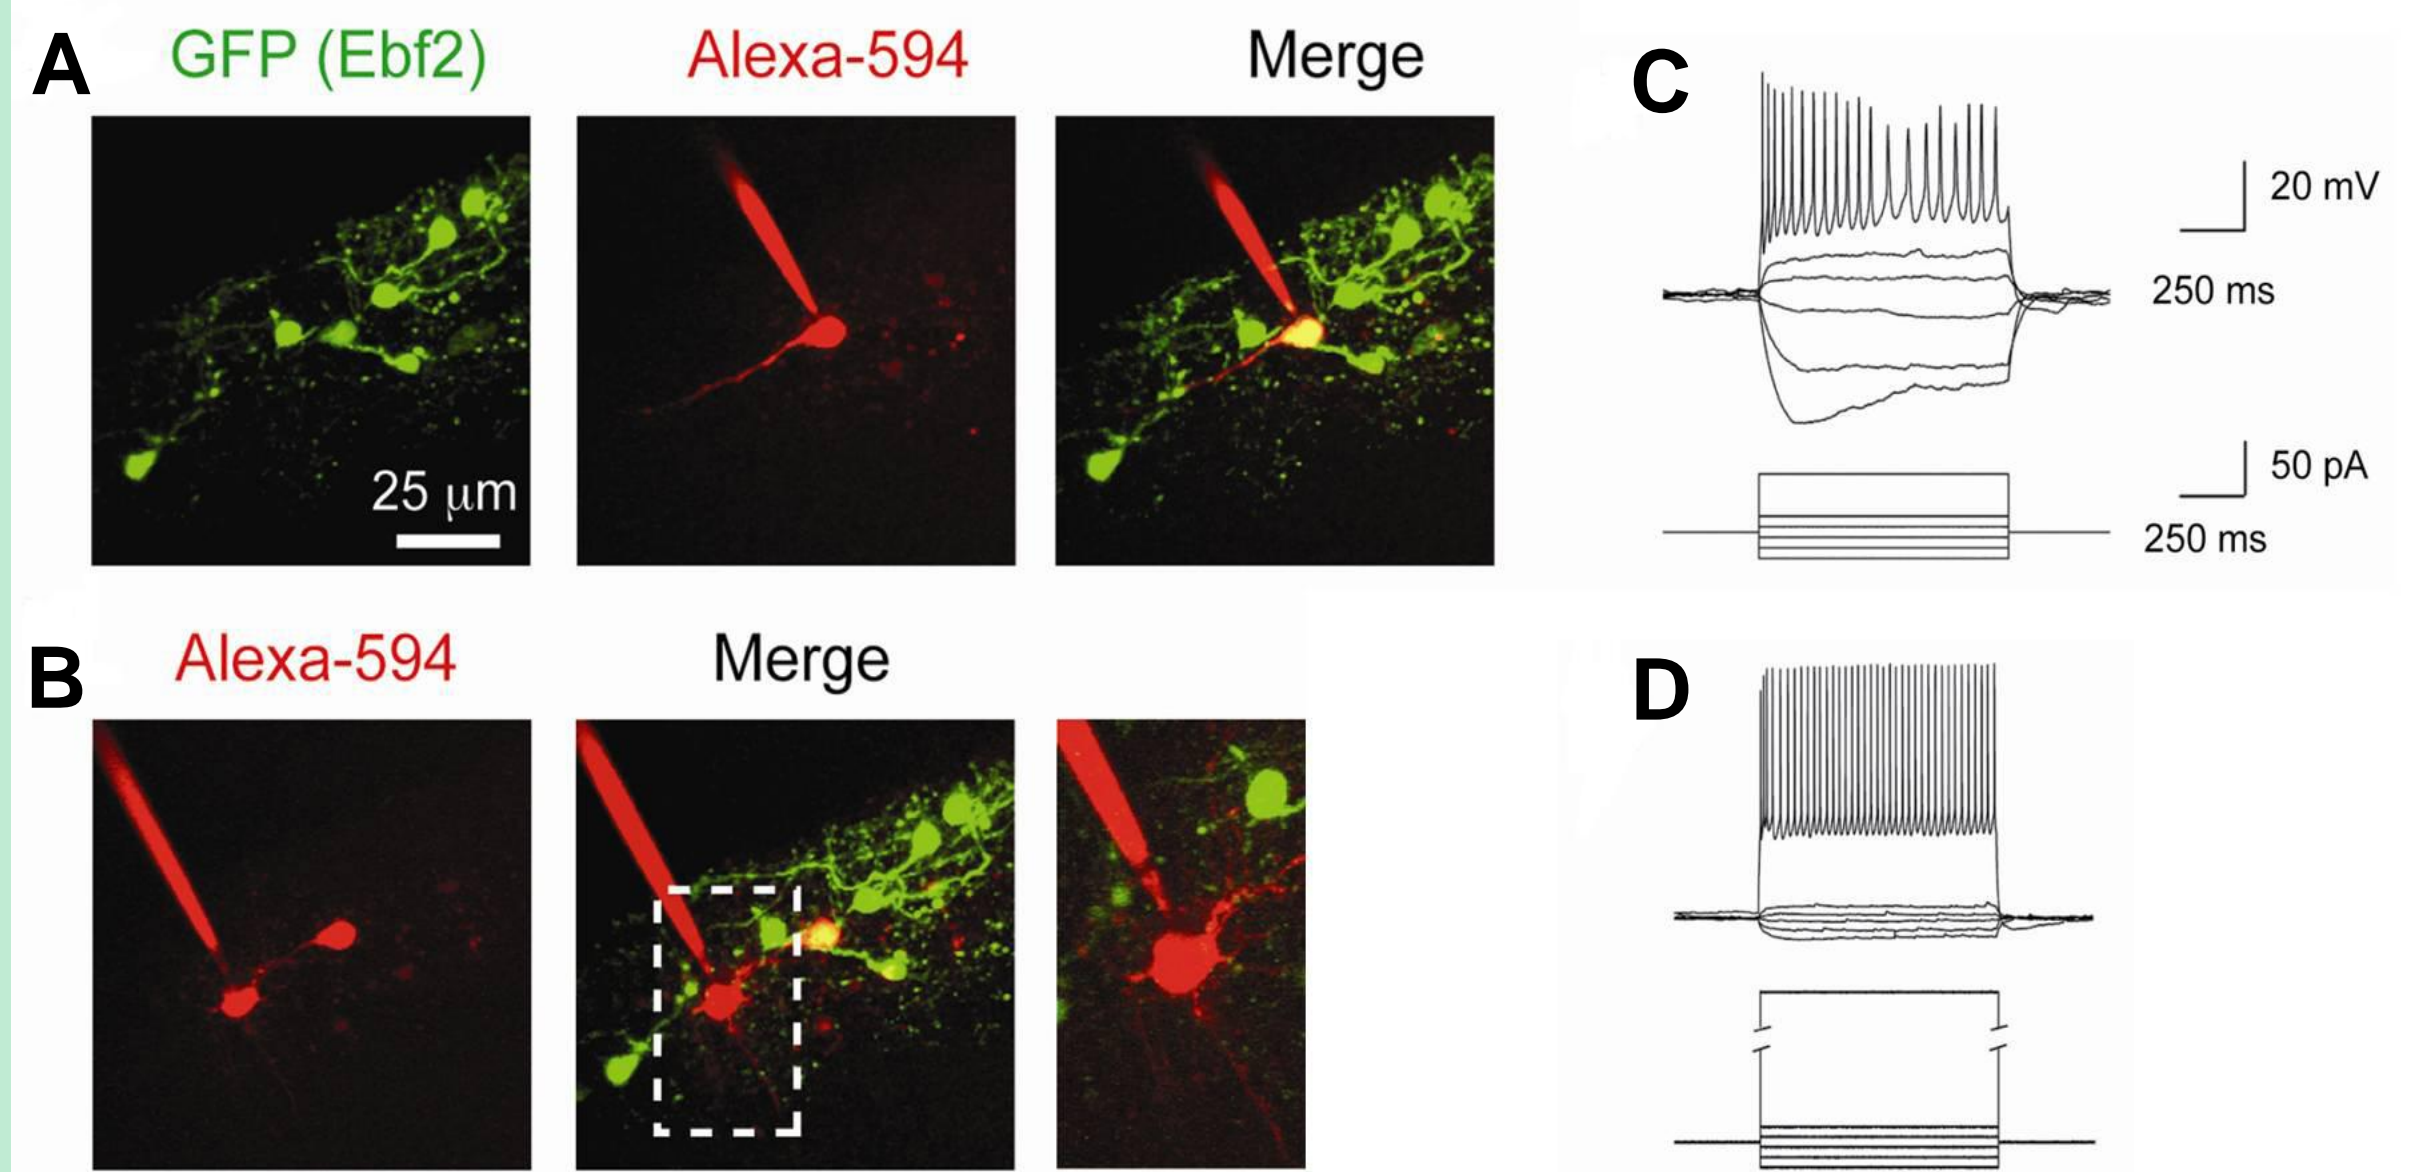 A
GFP (Ebf2)
Alexa-594
Merge
25 μm
C
20 mV
250 ms
50 pA
250 ms
B
Alexa-594
Merge
D